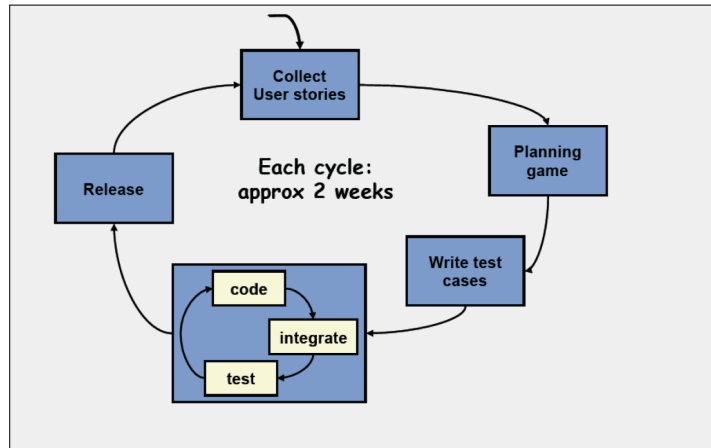 Collect
User stories
Planning
game
Each cycle:
approx 2 weeks
Release
Write test
cases
code
integrate
test